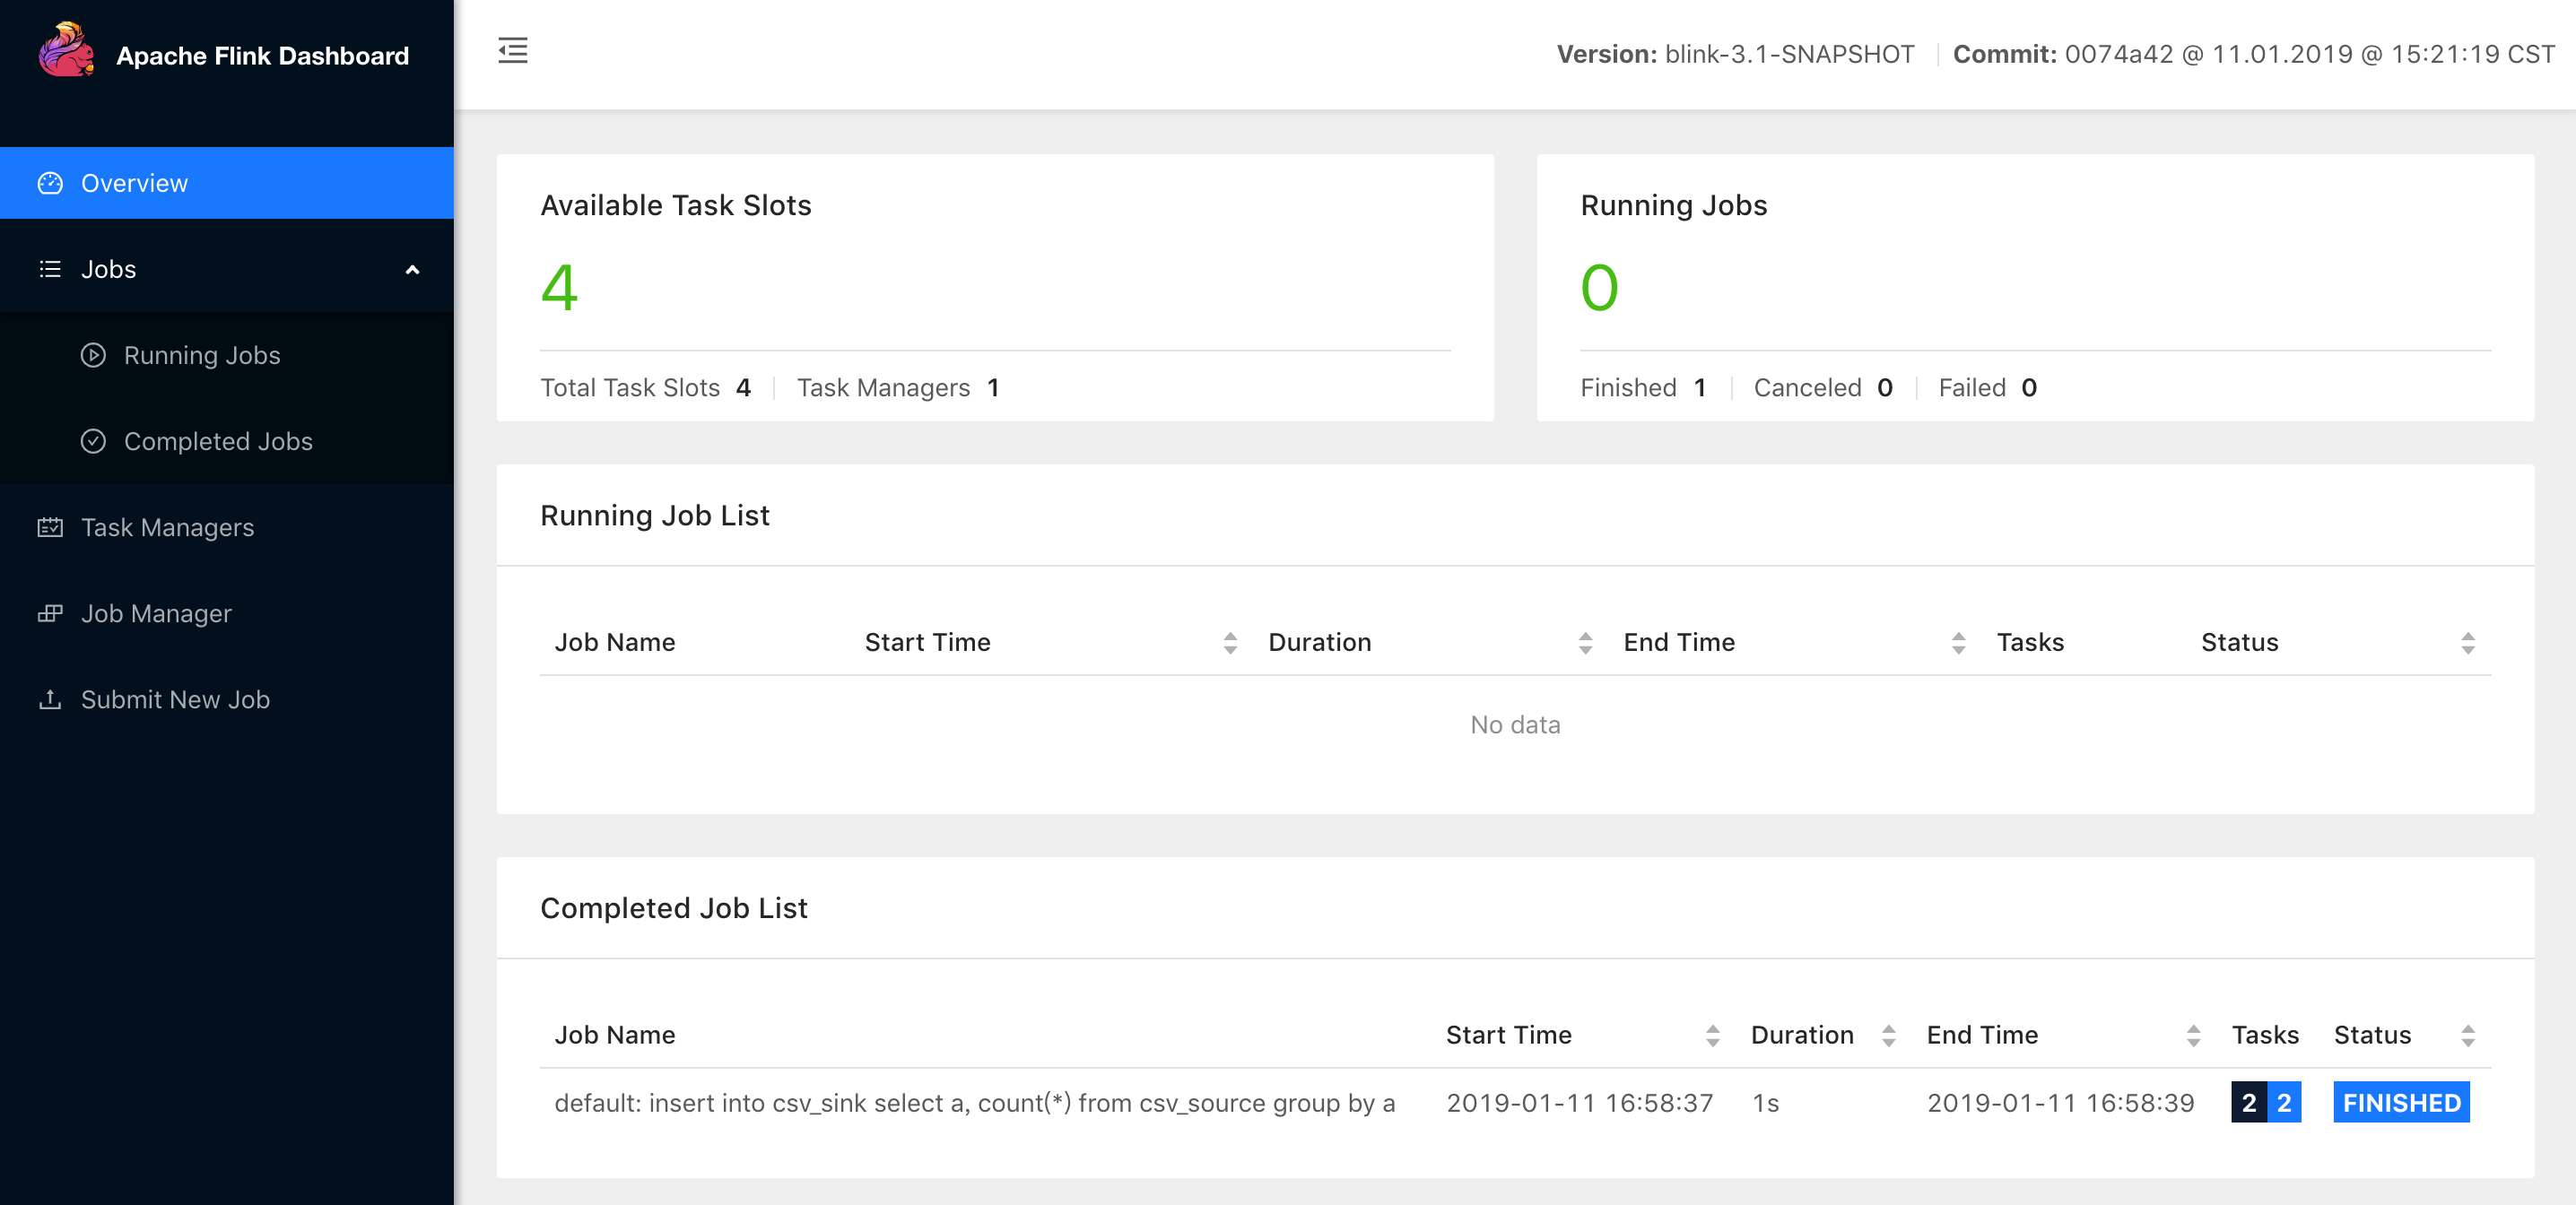 Apache Flink Dashboard
Version: blink-3.1-SNAPSHOT Commit: 0074a42 @ 11.01.2019 @ 15:21:19 CST
Overview
Jobs
Running Jobs
Completed Jobs
Task Managers
Job Manager
Submit New Job
Available Task Slots
4
Total Task Slots 4 Task Managers 1
Running Jobs
0
Finished 1 Canceled 0 Failed 0
Running Job List
Job Name Start Time Duration End Time Tasks Status
No data
Completed Job List
Job Name Start Time Duration End Time Tasks Status
default: insert into csv_sink select a, count(*) from csv_source group by a 2019-01-11 16:58:37 1s 2019-01-11 16:58:39 2 2 FINISHED